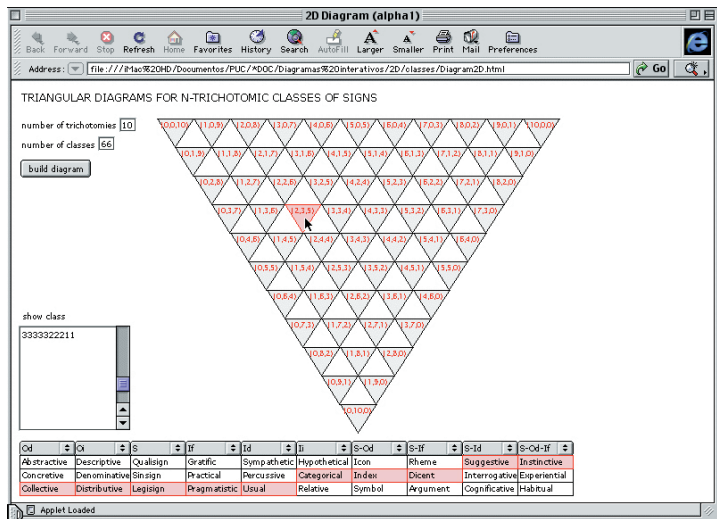 2D Diagram (alpha1)
Back Forward Stop Refresh Home Favorites History Search AutoFill Larger Smaller Print Mail Preferences
Address: file:///iMac%20HD/Documentos/PUC/*DOC/Diagramas%20interativos/2D/classes/Diagram2D.html Go
TRIANGULAR DIAGRAMS FOR N-TRICHOTOMIC CLASSES OF SIGNS
number of trichotomies 10
number of classes 66
build diagram
(0,0,10) (1,0,9) (2,0,8) (3,0,7) (4,0,6) (5,0,5) (6,0,4) (7,0,3) (8,0,2) (9,0,1) (10,0,0)
(0,1,9) (1,1,8) (2,1,7) (3,1,6) (4,1,5) (5,1,4) (6,1,3) (7,1,2) (8,1,1) (9,1,0)
(0,2,8) (1,2,7) (2,2,6) (3,2,5) (4,2,4) (5,2,3) (6,2,2) (7,2,1) (8,2,0)
(0,3,7) (1,3,6) (2,3,5) (3,3,4) (4,3,3) (5,3,2) (6,3,1) (7,3,0)
(0,4,6) (1,4,5) (2,4,4) (3,4,3) (4,4,2) (5,4,1) (6,4,0)
(0,5,5) (1,5,4) (2,5,3) (3,5,2) (4,5,1) (5,5,0)
(0,6,4) (1,6,3) (2,6,2) (3,6,1) (4,6,0)
(0,7,3) (1,7,2) (2,7,1) (3,7,0)
(0,8,2) (1,8,1) (2,8,0)
(0,9,1) (1,9,0)
(0,10,0)
show class
3333322211
Od Oi S If Id Ii S-Od S-If S-Id S-Od-If
Abstractive Descriptive Qualisign Gratific Sympathetic Hypothetical Icon Rheme Suggestive Instinctive
Concretive Denominative Sinsign Practical Percussive Categorical Index Dicent Interrogative Experiential
Collective Distributive Legisign Pragmatistic Usual Relative Symbol Argument Cognificative Habitual
Applet Loaded